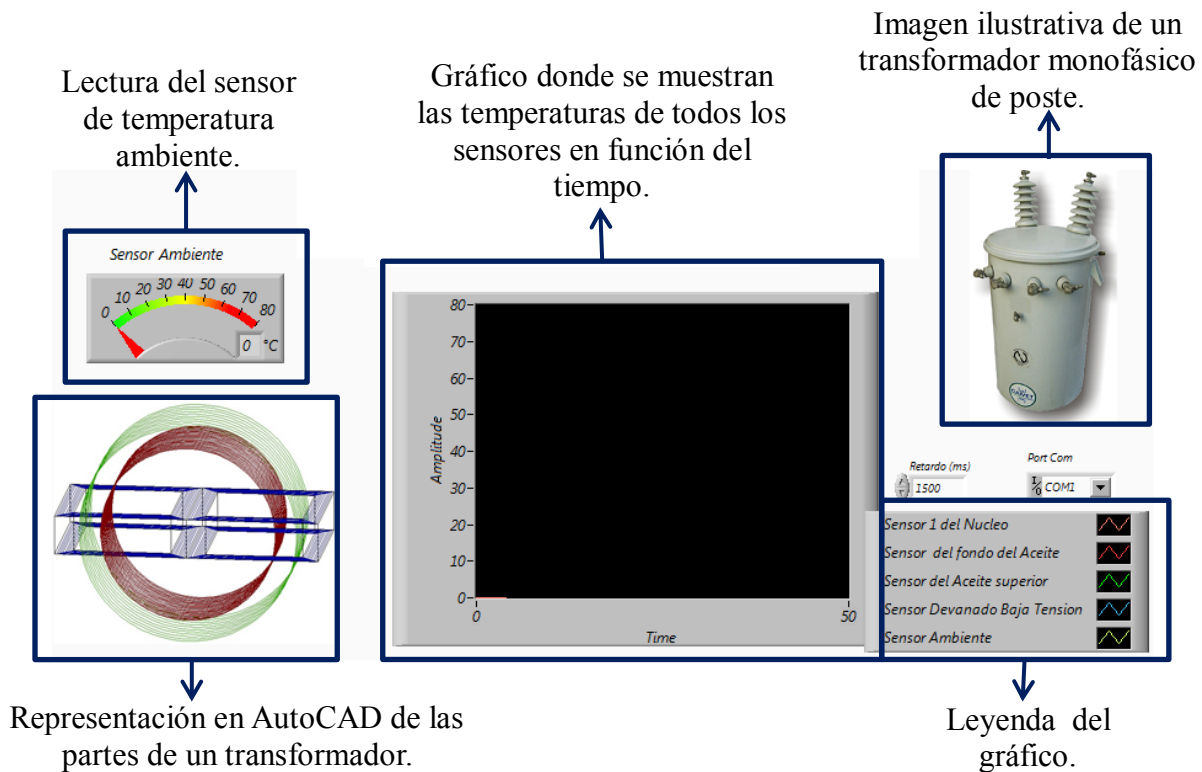 Lectura del sensor
de temperatura
ambiente.
Gráfico donde se muestran
las temperaturas de todos los
sensores en función del
tiempo.
Imagen ilustrativa de un
transformador monofásico
de poste.
Sensor Ambiente
0 10 20 30 40 50 60 70 80
0 °C
80
70
60
50
40
30
20
10
0
Amplitude
0 50
Time
Retardo (ms)
1500
Port Com
COM1
Sensor 1 del Nucleo
Sensor del fondo del Aceite
Sensor del Aceite superior
Sensor Devanado Baja Tension
Sensor Ambiente
Representación en AutoCAD de las
partes de un transformador.
Leyenda del
gráfico.